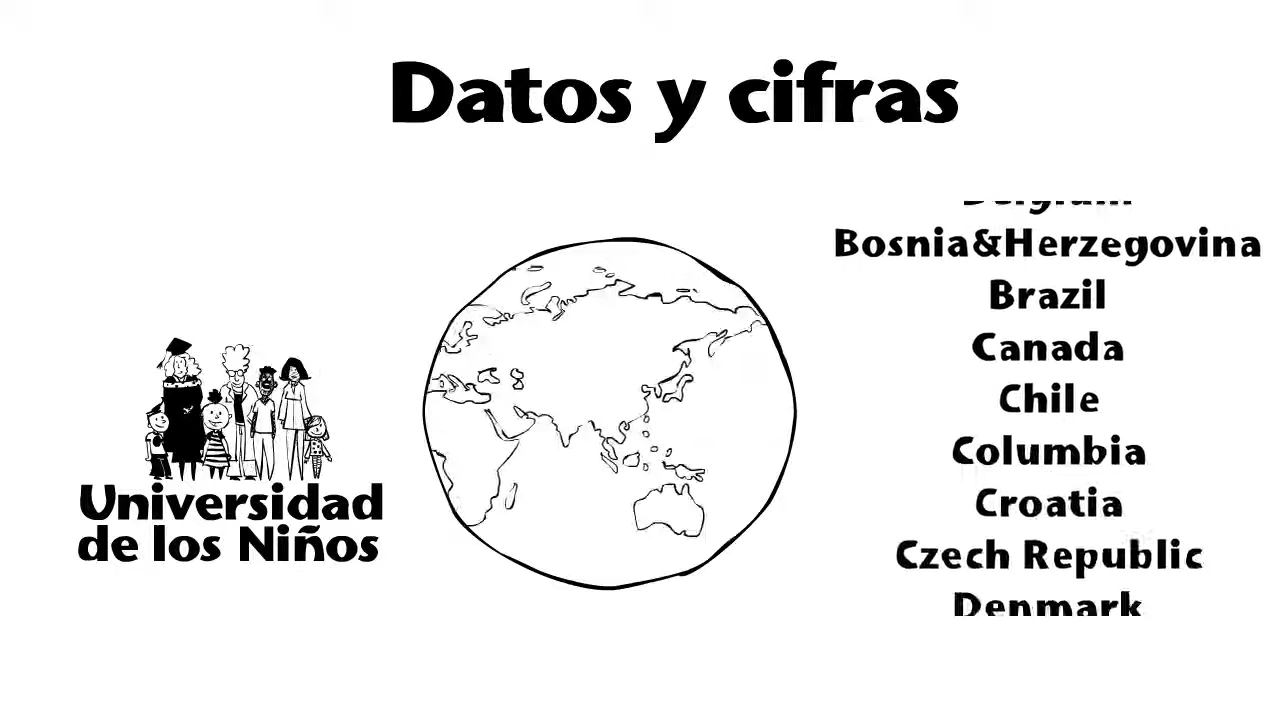 Datos y cifras
Universidad
de los Niños
Bosnia&Herzegovina
Brazil
Canada
Chile
Columbia
Croatia
Czech Republic
Denmark